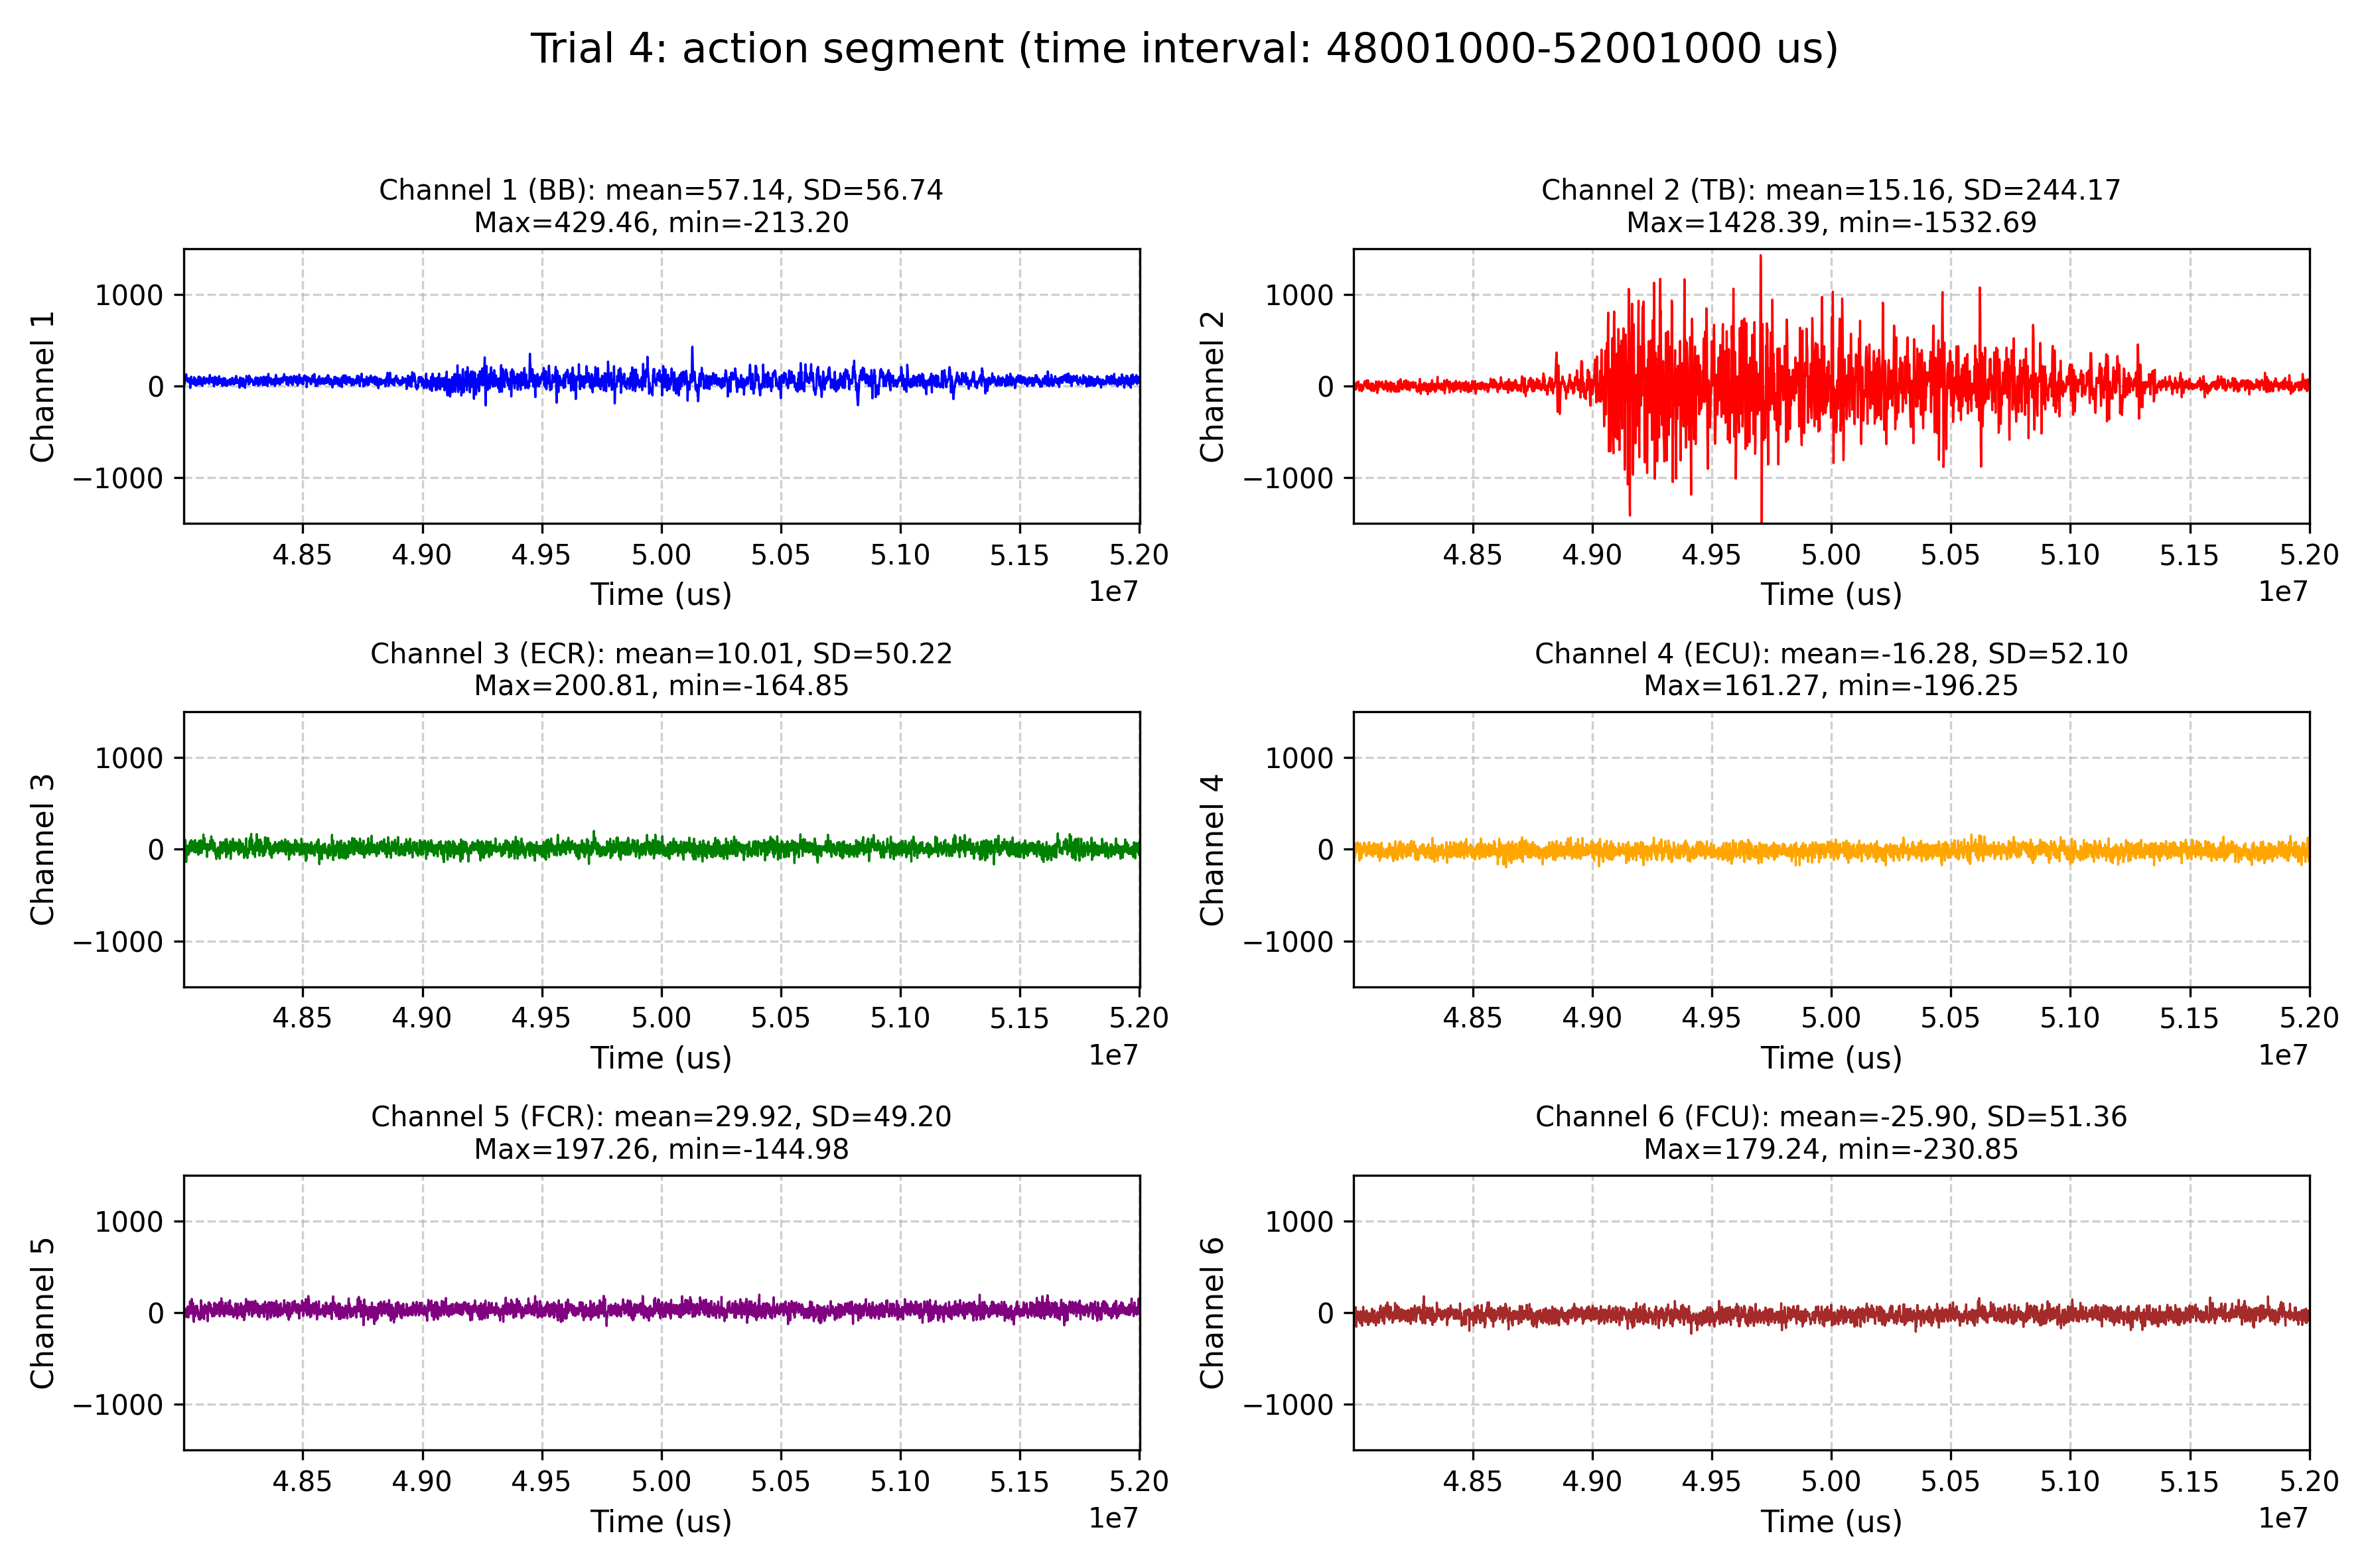 Trial 4: action segment (time interval: 48001000-52001000 us)
Channel 1 (BB): mean=57.14, SD=56.74
Max=429.46, min=-213.20
Channel 1
1000
0
−1000
4.85 4.90 4.95 5.00 5.05 5.10 5.15 5.20
Time (us)
1e7
Channel 2 (TB): mean=15.16, SD=244.17
Max=1428.39, min=-1532.69
Channel 2
1000
0
−1000
4.85 4.90 4.95 5.00 5.05 5.10 5.15 5.20
Time (us)
1e7
Channel 3 (ECR): mean=10.01, SD=50.22
Max=200.81, min=-164.85
Channel 3
1000
0
−1000
4.85 4.90 4.95 5.00 5.05 5.10 5.15 5.20
Time (us)
1e7
Channel 4 (ECU): mean=-16.28, SD=52.10
Max=161.27, min=-196.25
Channel 4
1000
0
−1000
4.85 4.90 4.95 5.00 5.05 5.10 5.15 5.20
Time (us)
1e7
Channel 5 (FCR): mean=29.92, SD=49.20
Max=197.26, min=-144.98
Channel 5
1000
0
−1000
4.85 4.90 4.95 5.00 5.05 5.10 5.15 5.20
Time (us)
1e7
Channel 6 (FCU): mean=-25.90, SD=51.36
Max=179.24, min=-230.85
Channel 6
1000
0
−1000
4.85 4.90 4.95 5.00 5.05 5.10 5.15 5.20
Time (us)
1e7